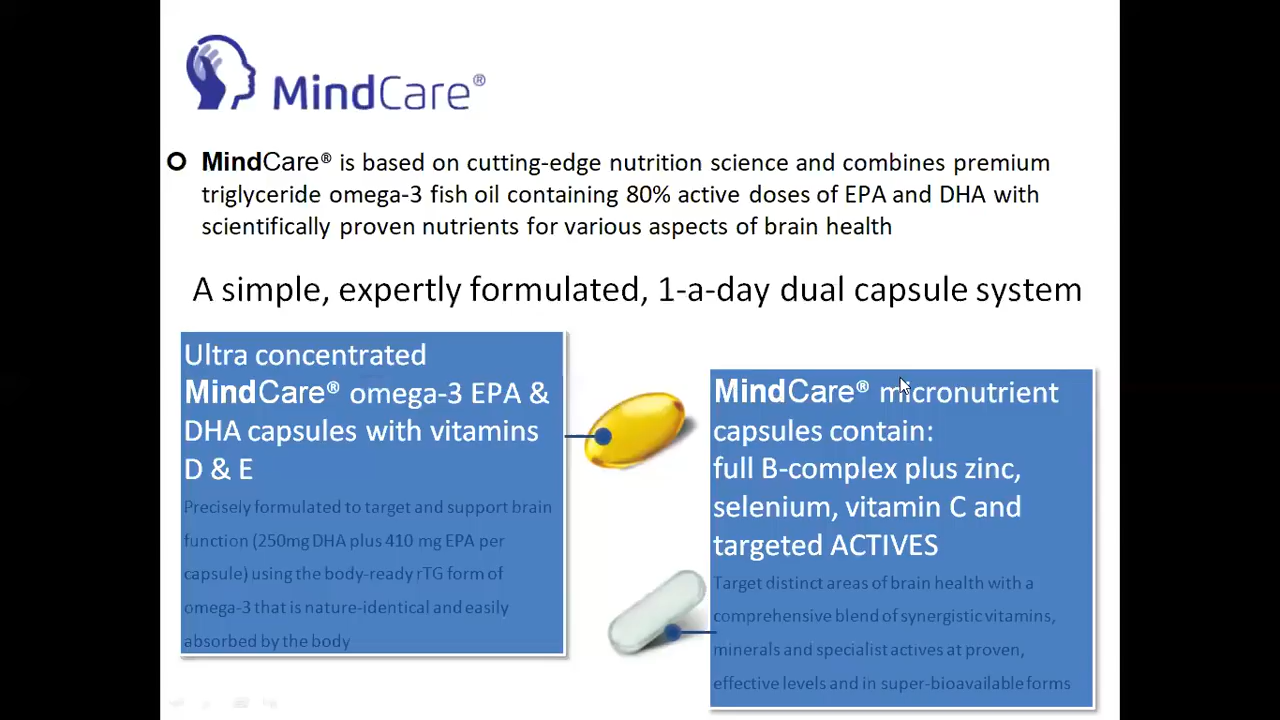 MindCare®
MindCare® is based on cutting-edge nutrition science and combines premium
triglyceride omega-3 fish oil containing 80% active doses of EPA and DHA with
scientifically proven nutrients for various aspects of brain health
A simple, expertly formulated, 1-a-day dual capsule system
Ultra concentrated
MindCare® omega-3 EPA &
DHA capsules with vitamins
D & E
Precisely formulated to target and support brain
function (250mg DHA plus 410 mg EPA per
capsule) using the body-ready rTG form of
omega-3 that is nature-identical and easily
absorbed by the body
MindCare® micronutrient
capsules contain:
full B-complex plus zinc,
selenium, vitamin C and
targeted ACTIVES
Target distinct areas of brain health with a
comprehensive blend of synergistic vitamins,
minerals and specialist actives at proven,
effective levels and in super-bioavailable forms